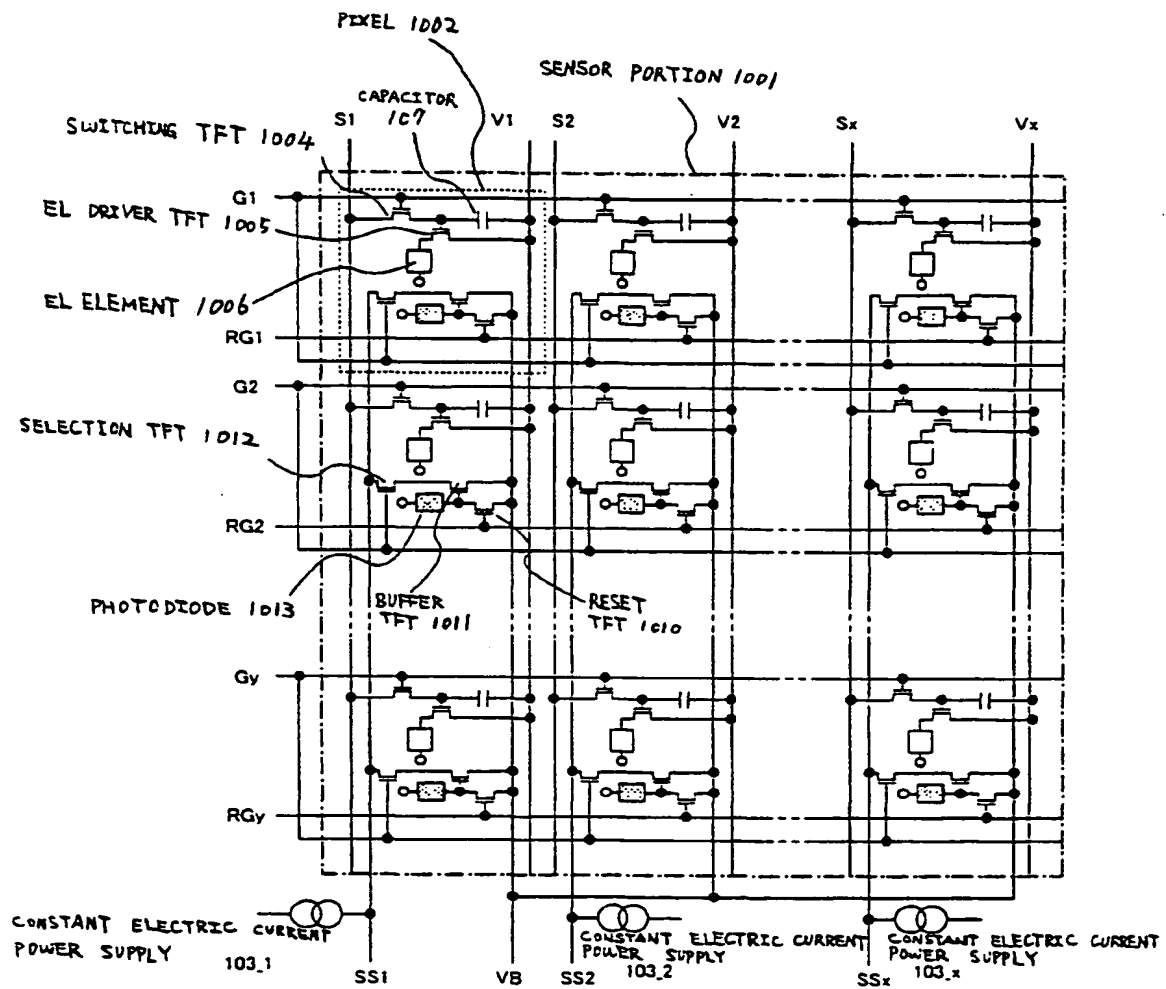 PIXEL 1002
SENSOR PORTION 1001
CAPACITOR
1C7
SWITCHING TFT 1004
S1
V1
S2
V2
Sx
Vx
G1
EL DRIVER TFT 1005
EL ELEMENT 1006
RG1
G2
SELECTION TFT 1012
RG2
PHOTODIODE 1013
BUFFER
TFT 1011
RESET
TFT 1010
Gy
RGy
CONSTANT ELECTRIC CURRENT
POWER SUPPLY
103_1
CONSTANT ELECTRIC CURRENT
POWER SUPPLY
103_2
CONSTANT ELECTRIC CURRENT
POWER SUPPLY
103_x
SS1
VB
SS2
SSx